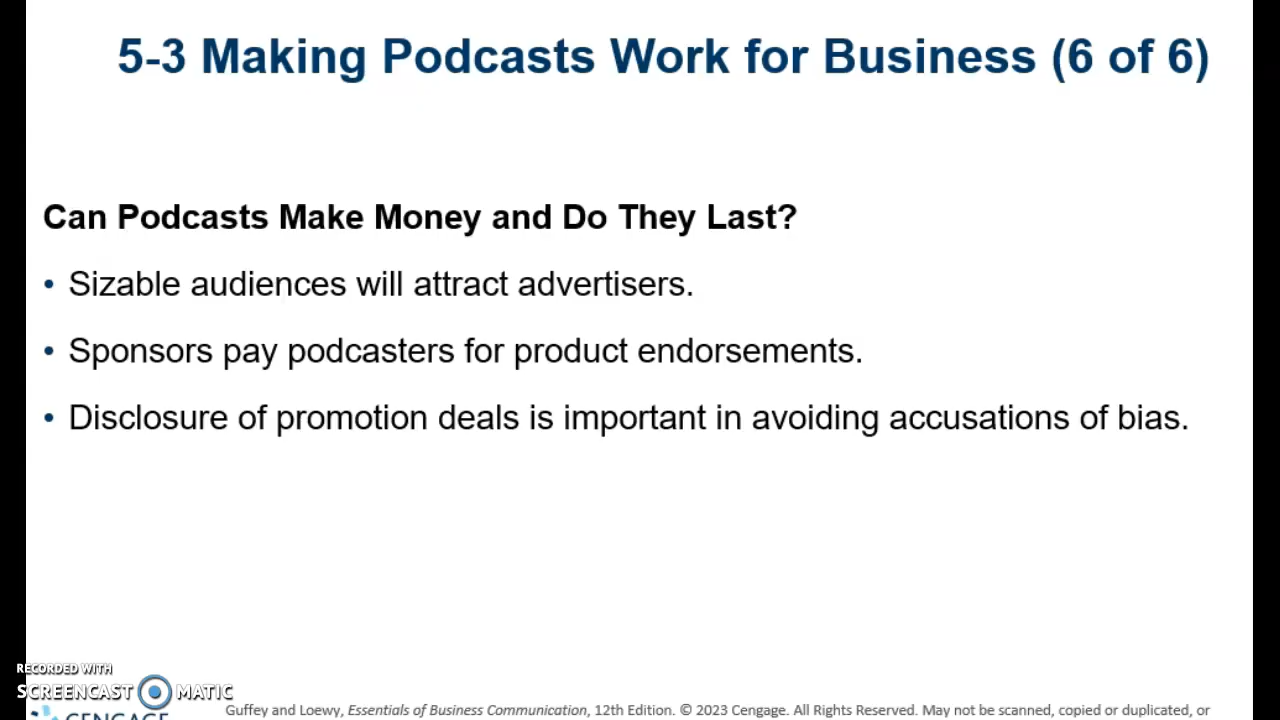 5-3 Making Podcasts Work for Business (6 of 6)
Can Podcasts Make Money and Do They Last?
• Sizable audiences will attract advertisers.
• Sponsors pay podcasters for product endorsements.
• Disclosure of promotion deals is important in avoiding accusations of bias.
RECORDED WITH
SCREENCAST MATIC
CENGAGE
Guffey and Loewy, Essentials of Business Communication, 12th Edition. © 2023 Cengage. All Rights Reserved. May not be scanned, copied or duplicated, or